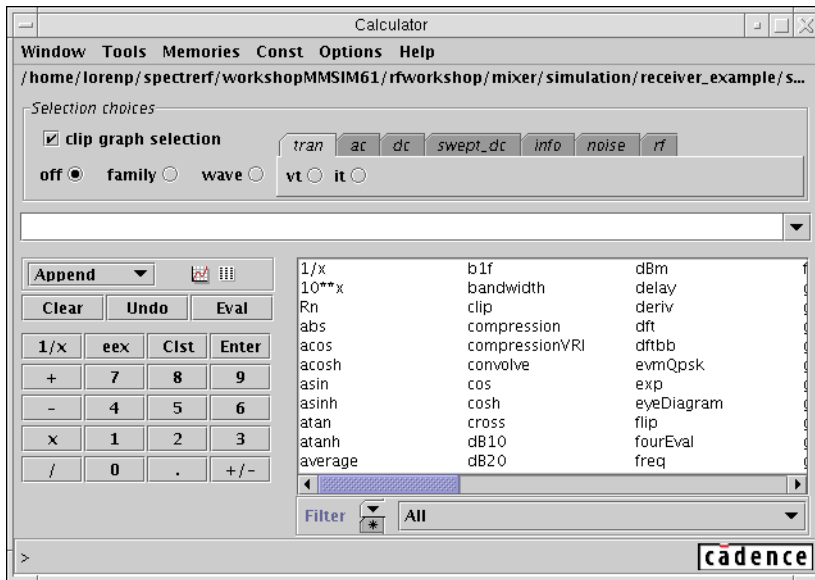 Calculator
Window Tools Memories Const Options Help
/home/lorenp/spectrerf/workshopMMSIM61/rfworkshop/mixer/simulation/receiver_example/s...
Selection choices
clip graph selection
tran ac dc swept_dc info noise rf
off family wave vt it
Append
Clear Undo Eval
1/x eex Clst Enter
+ 7 8 9
- 4 5 6
x 1 2 3
/ 0 . +/-
1/x b1f dBm
10**x bandwidth delay
Rn clip deriv
abs compression dft
acos compressionVRI dftbb
acosh convolve evmQpsk
asin cos exp
asinh cosh eyeDiagram
atan cross flip
atanh dB10 fourEval
average dB20 freq
Filter * All
>
cādence